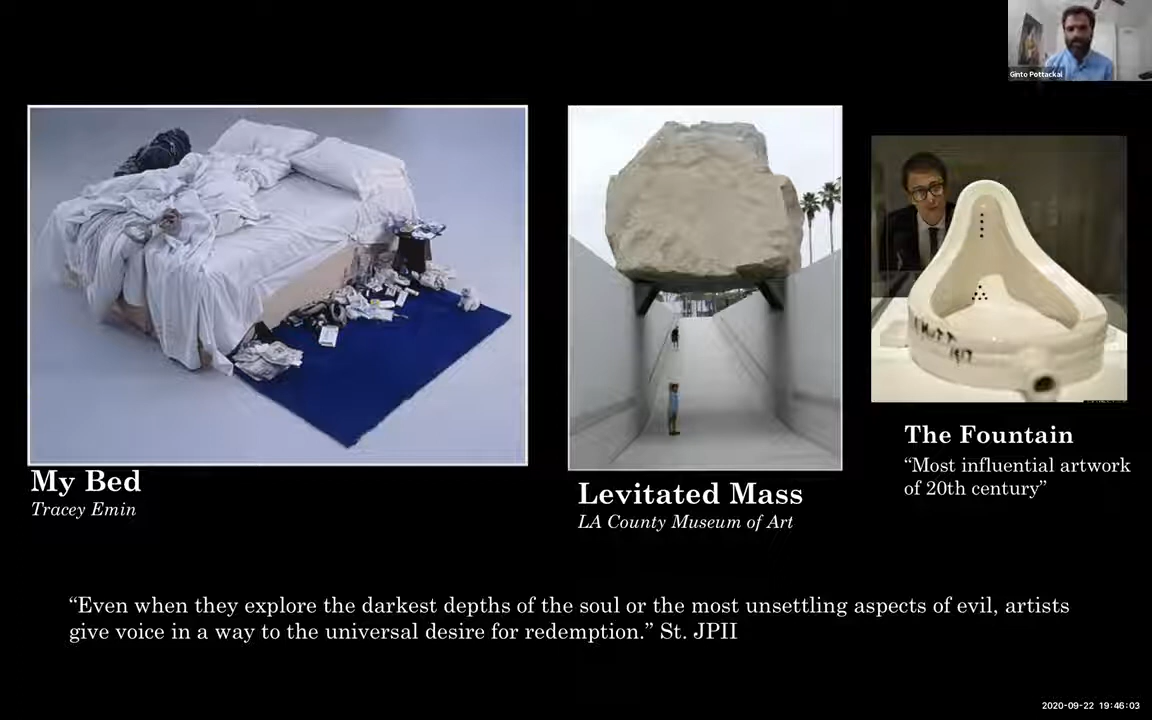 Ginto Pottackal
My Bed
Tracey Emin
Levitated Mass
LA County Museum of Art
The Fountain
“Most influential artwork
of 20th century”
“Even when they explore the darkest depths of the soul or the most unsettling aspects of evil, artists
give voice in a way to the universal desire for redemption.” St. JPII
2020-09-22 19:46:03